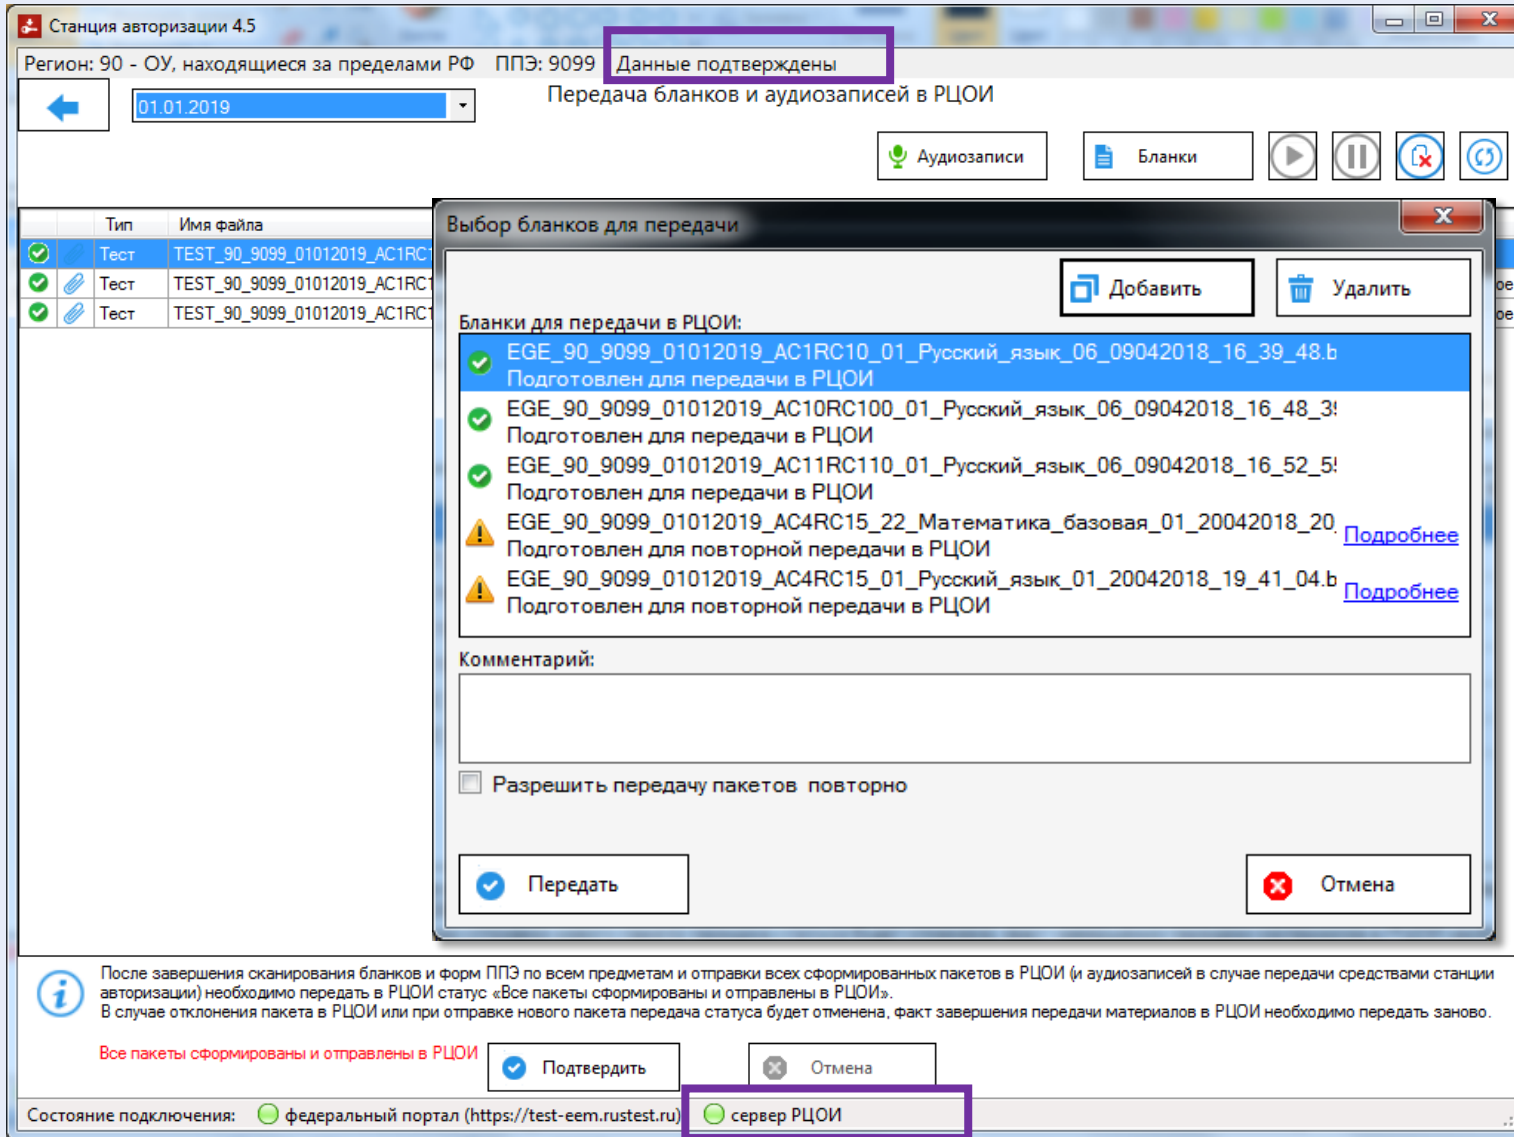 Станция авторизации 4.5
Регион: 90 - ОУ, находящиеся за пределами РФ ППЭ: 9099 Данные подтверждены
01.01.2019
Передача бланков и аудиозаписей в РЦОИ
Аудиозаписи Бланки
Тип Имя файла
Тест TEST_90_9099_01012019_AC1RC1
Тест TEST_90_9099_01012019_AC1RC1 ое
Тест TEST_90_9099_01012019_AC1RC1 ое
Выбор бланков для передачи
Добавить Удалить
Бланки для передачи в РЦОИ:
EGE_90_9099_01012019_AC1RC10_01_Русский_язык_06_09042018_16_39_48.b
Подготовлен для передачи в РЦОИ
EGE_90_9099_01012019_AC10RC100_01_Русский_язык_06_09042018_16_48_39
Подготовлен для передачи в РЦОИ
EGE_90_9099_01012019_AC11RC110_01_Русский_язык_06_09042018_16_52_5
Подготовлен для передачи в РЦОИ
EGE_90_9099_01012019_AC4RC15_22_Математика_базовая_01_20042018_20_
Подготовлен для повторной передачи в РЦОИ Подробнее
EGE_90_9099_01012019_AC4RC15_01_Русский_язык_01_20042018_19_41_04.b
Подготовлен для повторной передачи в РЦОИ Подробнее
Комментарий:
Разрешить передачу пакетов повторно
Передать Отмена
После завершения сканирования бланков и форм ППЭ по всем предметам и отправки всех сформированных пакетов в РЦОИ (и аудиозаписей в случае передачи средствами станции
авторизации) необходимо передать в РЦОИ статус «Все пакеты сформированы и отправлены в РЦОИ».
В случае отклонения пакета в РЦОИ или при отправке нового пакета передача статуса будет отменена, факт завершения передачи материалов в РЦОИ необходимо передать заново.
Все пакеты сформированы и отправлены в РЦОИ Подтвердить Отмена
Состояние подключения: федеральный портал (https://test-eem.rustest.ru) сервер РЦОИ